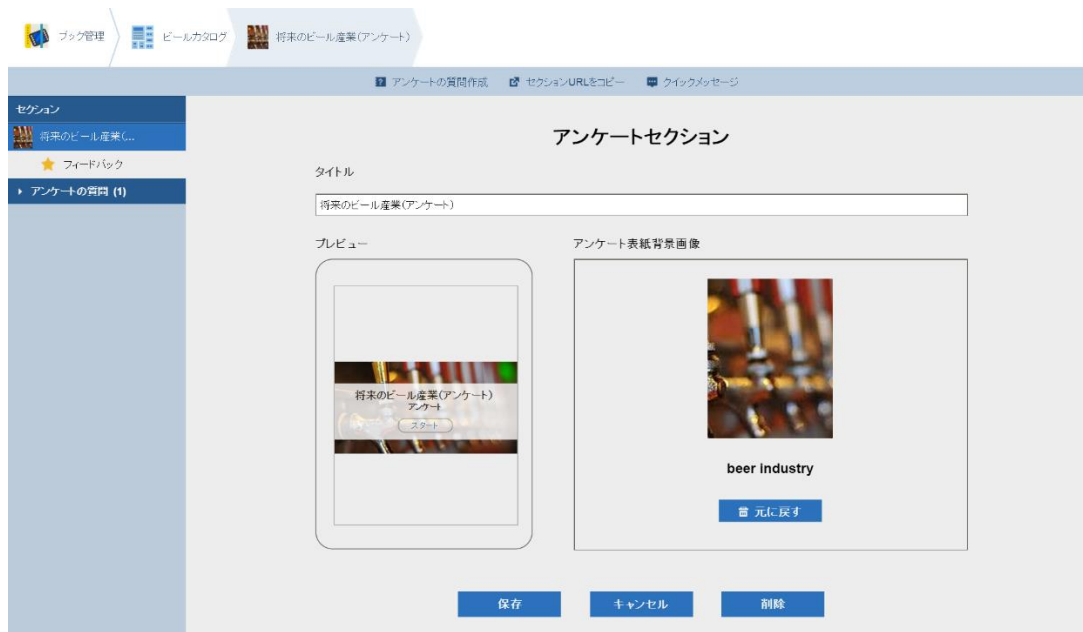 ブック管理 ビールカタログ 将来のビール産業(アンケート)
アンケートの質問作成 セクションURLをコピー クイックメッセージ
セクション
将来のビール産業(...
フィードバック
アンケートの質問 (1)
アンケートセクション
タイトル
将来のビール産業(アンケート)
プレビュー
将来のビール産業(アンケート)
アンケート
スタート
アンケート表紙背景画像
beer industry
元に戻す
保存 キャンセル 削除